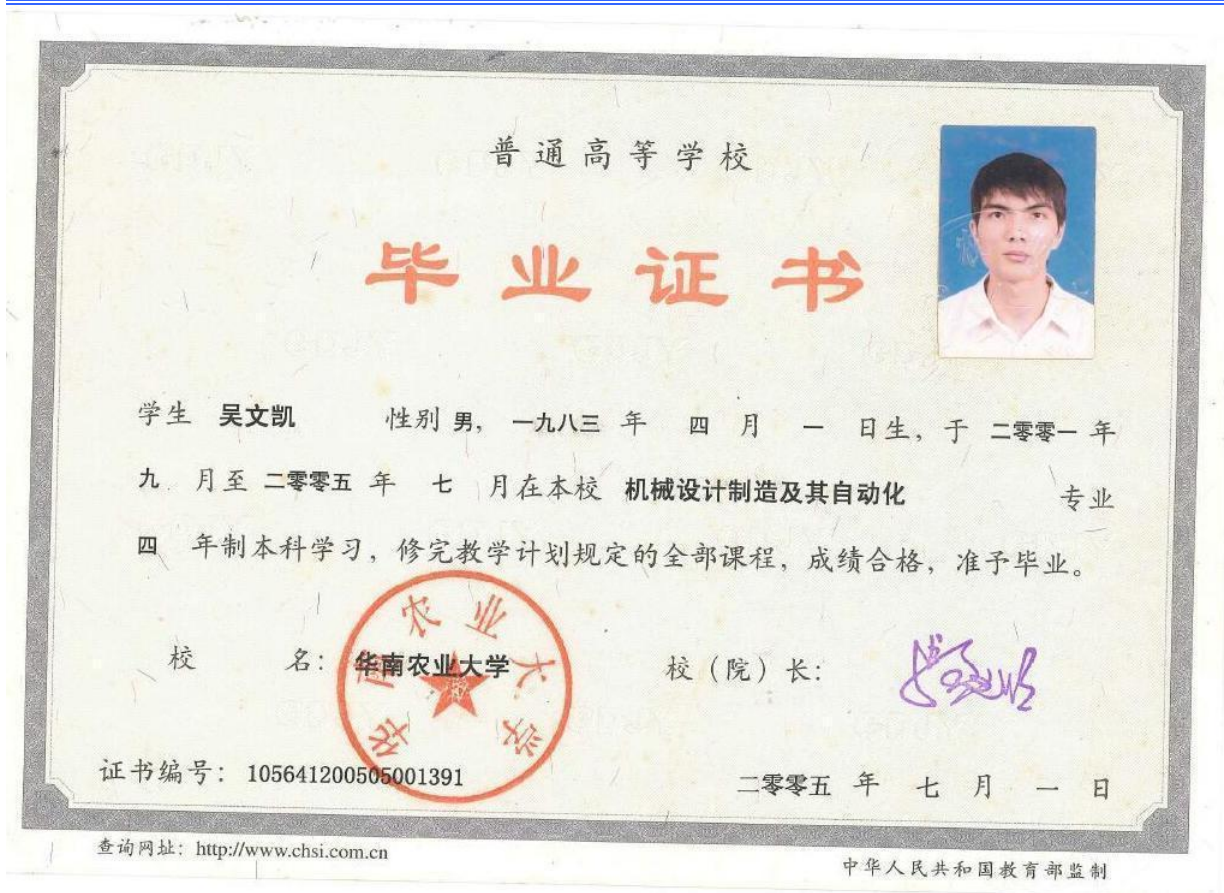 普通高等学校
毕业证书
学生 吴文凯 性别 男, 一九八三 年 四 月 一 日生, 于 二零零一 年
九 月至 二零零五 年 七 月在本校 机械设计制造及其自动化 专业
四 年制本科学习, 修完教学计划规定的全部课程, 成绩合格, 准予毕业。
华南农业大学
校 名: 华南农业大学 校(院)长:
证书编号: 105641200505001391 二零零五 年 七 月 一 日
查询网址: http://www.chsi.com.cn 中华人民共和国教育部监制